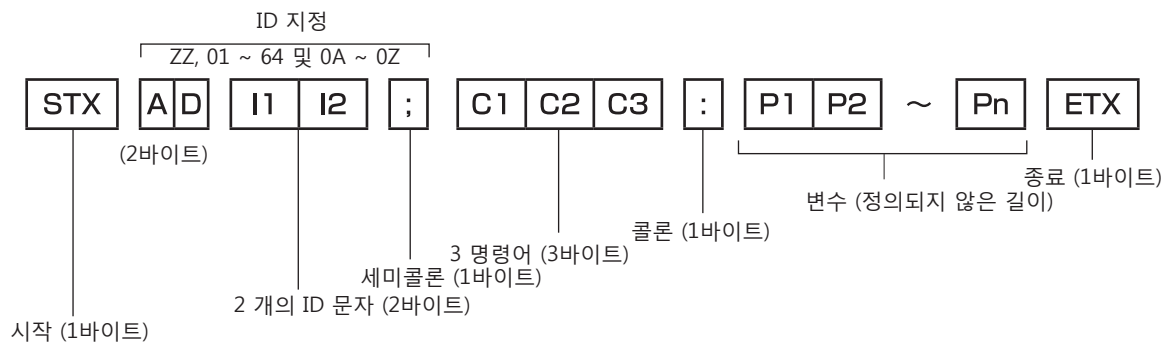 ID 지정
ZZ, 01 ~ 64 및 0A ~ 0Z
STX A D I1 I2 ; C1 C2 C3 : P1 P2 ~ Pn ETX
(2바이트)
종료 (1바이트)
변수 (정의되지 않은 길이)
콜론 (1바이트)
3 명령어 (3바이트)
세미콜론 (1바이트)
2 개의 ID 문자 (2바이트)
시작 (1바이트)